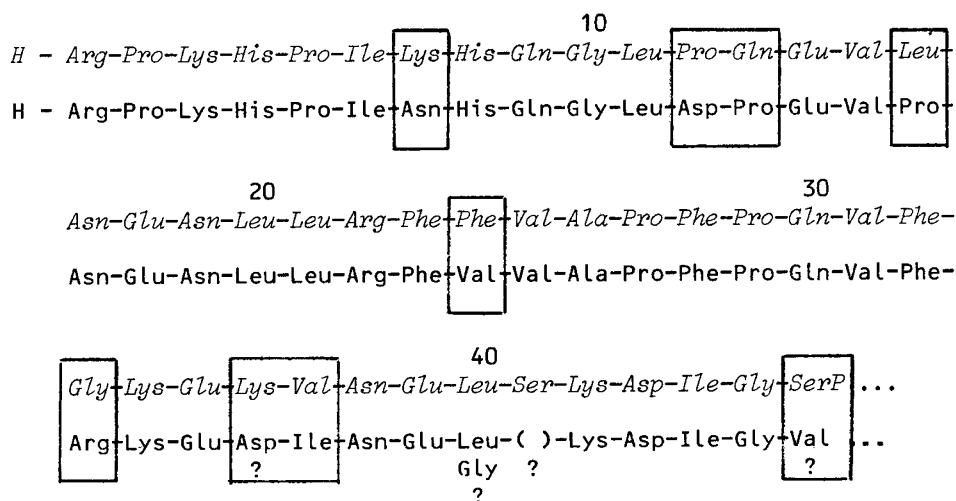 10
H - Arg-Pro-Lys-His-Pro-Ile-Lys-His-Gln-Gly-Leu-Pro-Gln-Glu-Val-Leu-
H - Arg-Pro-Lys-His-Pro-Ile-Asn-His-Gln-Gly-Leu-Asp-Pro-Glu-Val-Pro-
20 30
Asn-Glu-Asn-Leu-Leu-Arg-Phe-Phe-Val-Ala-Pro-Phe-Pro-Gln-Val-Phe-
Asn-Glu-Asn-Leu-Leu-Arg-Phe-Val-Val-Ala-Pro-Phe-Pro-Gln-Val-Phe-
40
Gly-Lys-Glu-Lys-Val-Asn-Glu-Leu-Ser-Lys-Asp-Ile-Gly-SerP...
Arg-Lys-Glu-Asp-Ile-Asn-Glu-Leu-( )-Lys-Asp-Ile-Gly-Val ...
? Gly ? ?
?